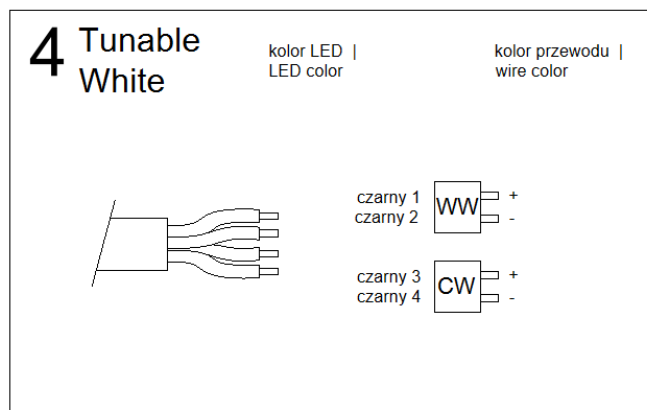 4 Tunable
White
kolor LED |
LED color
kolor przewodu |
wire color
czarny 1
czarny 2
WW
+
-
czarny 3
czarny 4
CW
+
-